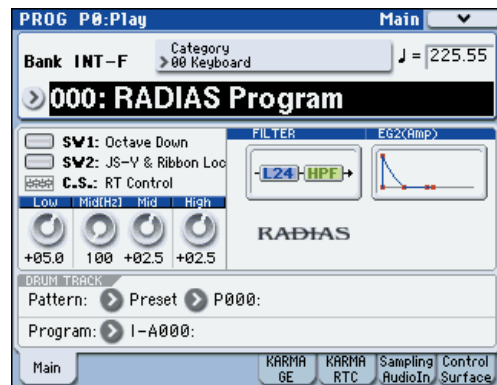 PROG P0:Play Main
Bank INT-F
Category
00 Keyboard
♩ = 225.55
000: RADIAS Program
SW1: Octave Down
SW2: JS-Y & Ribbon Loc
C.S.: RT Control
Low Mid[Hz] Mid High
+05.0 100 +02.5 +02.5
FILTER
L24 HPF
EG2(Amp)
RADIAS
DRUM TRACK
Pattern: Preset P000:
Program: I-A000:
Main
KARMA GE
KARMA RTC
Sampling AudioIn
Control Surface